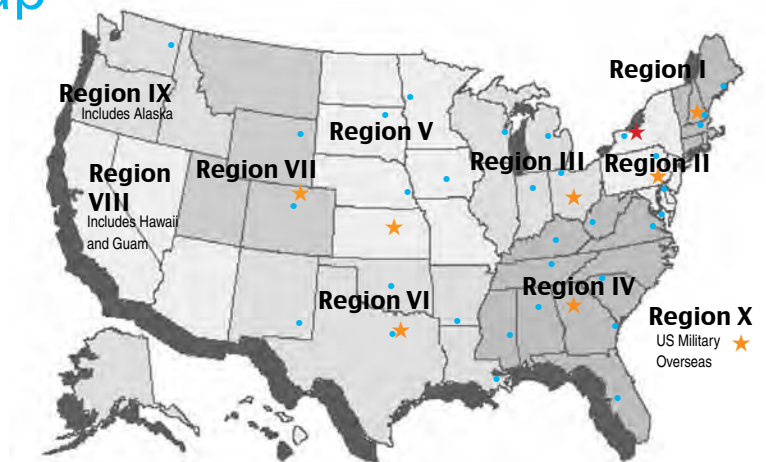 Region I
Region IX
Includes Alaska
Region V
Region III
Region II
Region VII
Region
VIII
Includes Hawaii
and Guam
Region IV
Region VI
Region X
US Military
Overseas